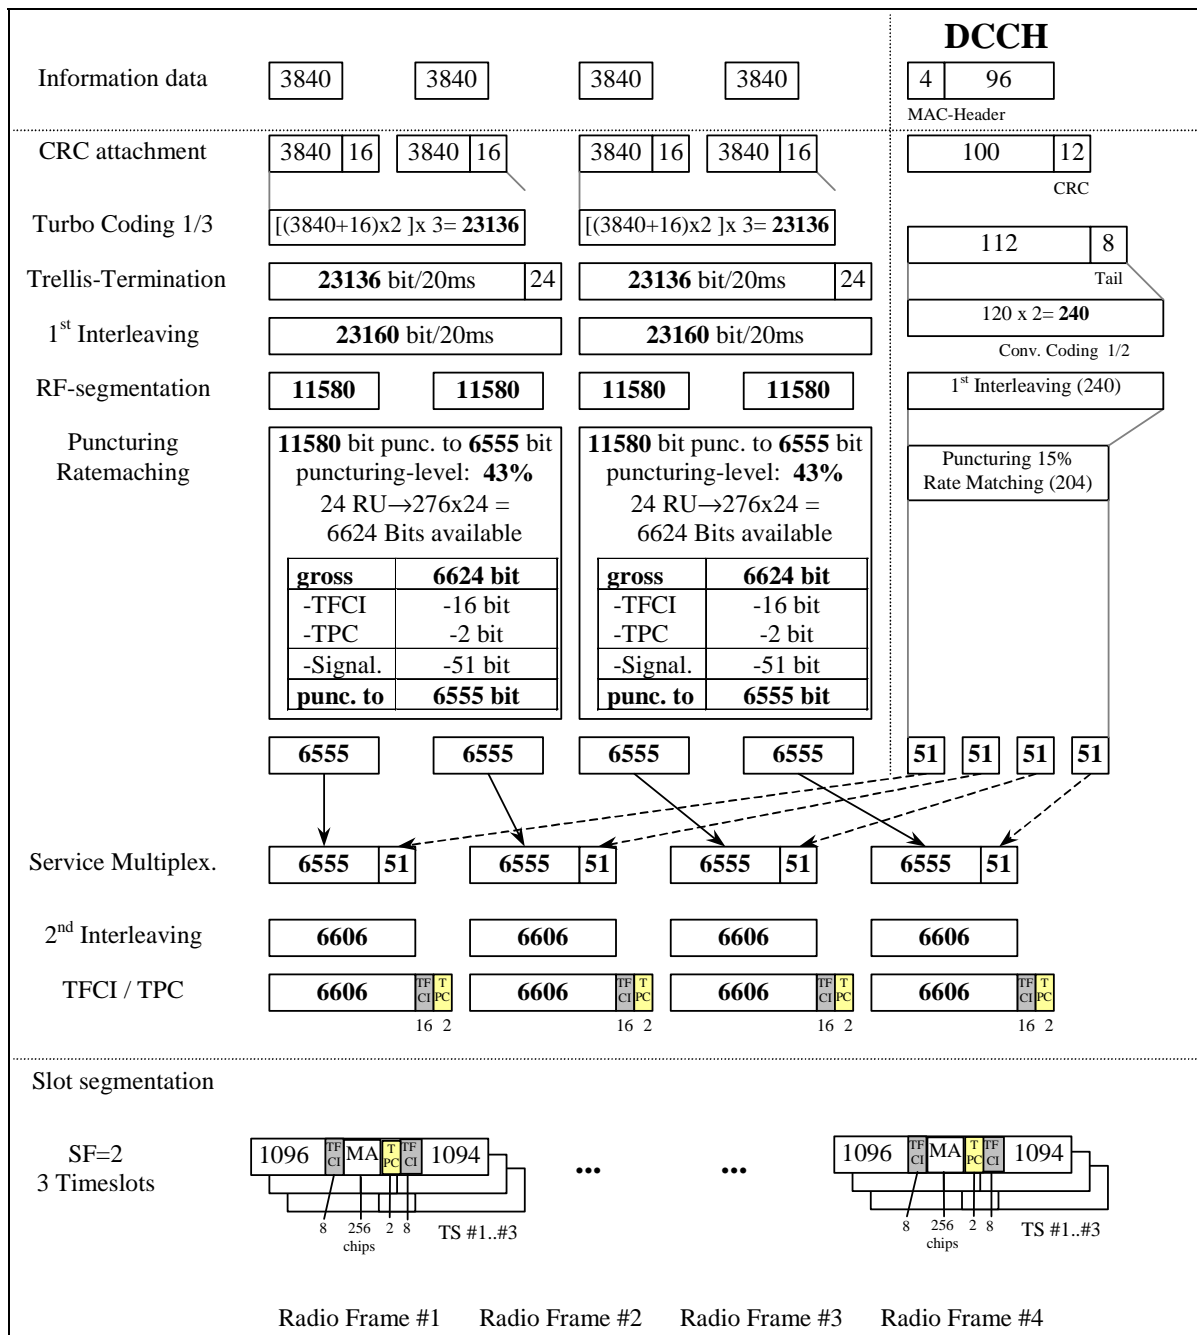 DCCH
Information data 3840 3840 3840 3840 4 96
MAC-Header
CRC attachment 3840 16 3840 16 3840 16 3840 16 100 12
CRC
Turbo Coding 1/3 [(3840+16)x2 ]x 3= 23136 [(3840+16)x2 ]x 3= 23136
112 8
Tail
Trellis-Termination 23136 bit/20ms 24 23136 bit/20ms 24
120 x 2= 240
1st Interleaving 23160 bit/20ms 23160 bit/20ms
Conv. Coding 1/2
RF-segmentation 11580 11580 11580 11580 1st Interleaving (240)
Puncturing
Ratemaching
11580 bit punc. to 6555 bit
puncturing-level: 43%
24 RU→276x24 =
6624 Bits available
gross 6624 bit
-TFCI -16 bit
-TPC -2 bit
-Signal. -51 bit
punc. to 6555 bit
11580 bit punc. to 6555 bit
puncturing-level: 43%
24 RU→276x24 =
6624 Bits available
gross 6624 bit
-TFCI -16 bit
-TPC -2 bit
-Signal. -51 bit
punc. to 6555 bit
Puncturing 15%
Rate Matching (204)
6555 6555 6555 6555 51 51 51 51
Service Multiplex. 6555 51 6555 51 6555 51 6555 51
2nd Interleaving 6606 6606 6606 6606
TFCI / TPC 6606 TF CI T PC 6606 TF CI T PC 6606 TF CI T PC 6606 TF CI T PC
16 2 16 2 16 2 16 2
Slot segmentation
SF=2
3 Timeslots
1096 TF CI MA T PC TF CI 1094 ... ... 1096 TF CI MA T PC TF CI 1094
8 256 chips 2 8 TS #1..#3 8 256 chips 2 8 TS #1..#3
Radio Frame #1 Radio Frame #2 Radio Frame #3 Radio Frame #4